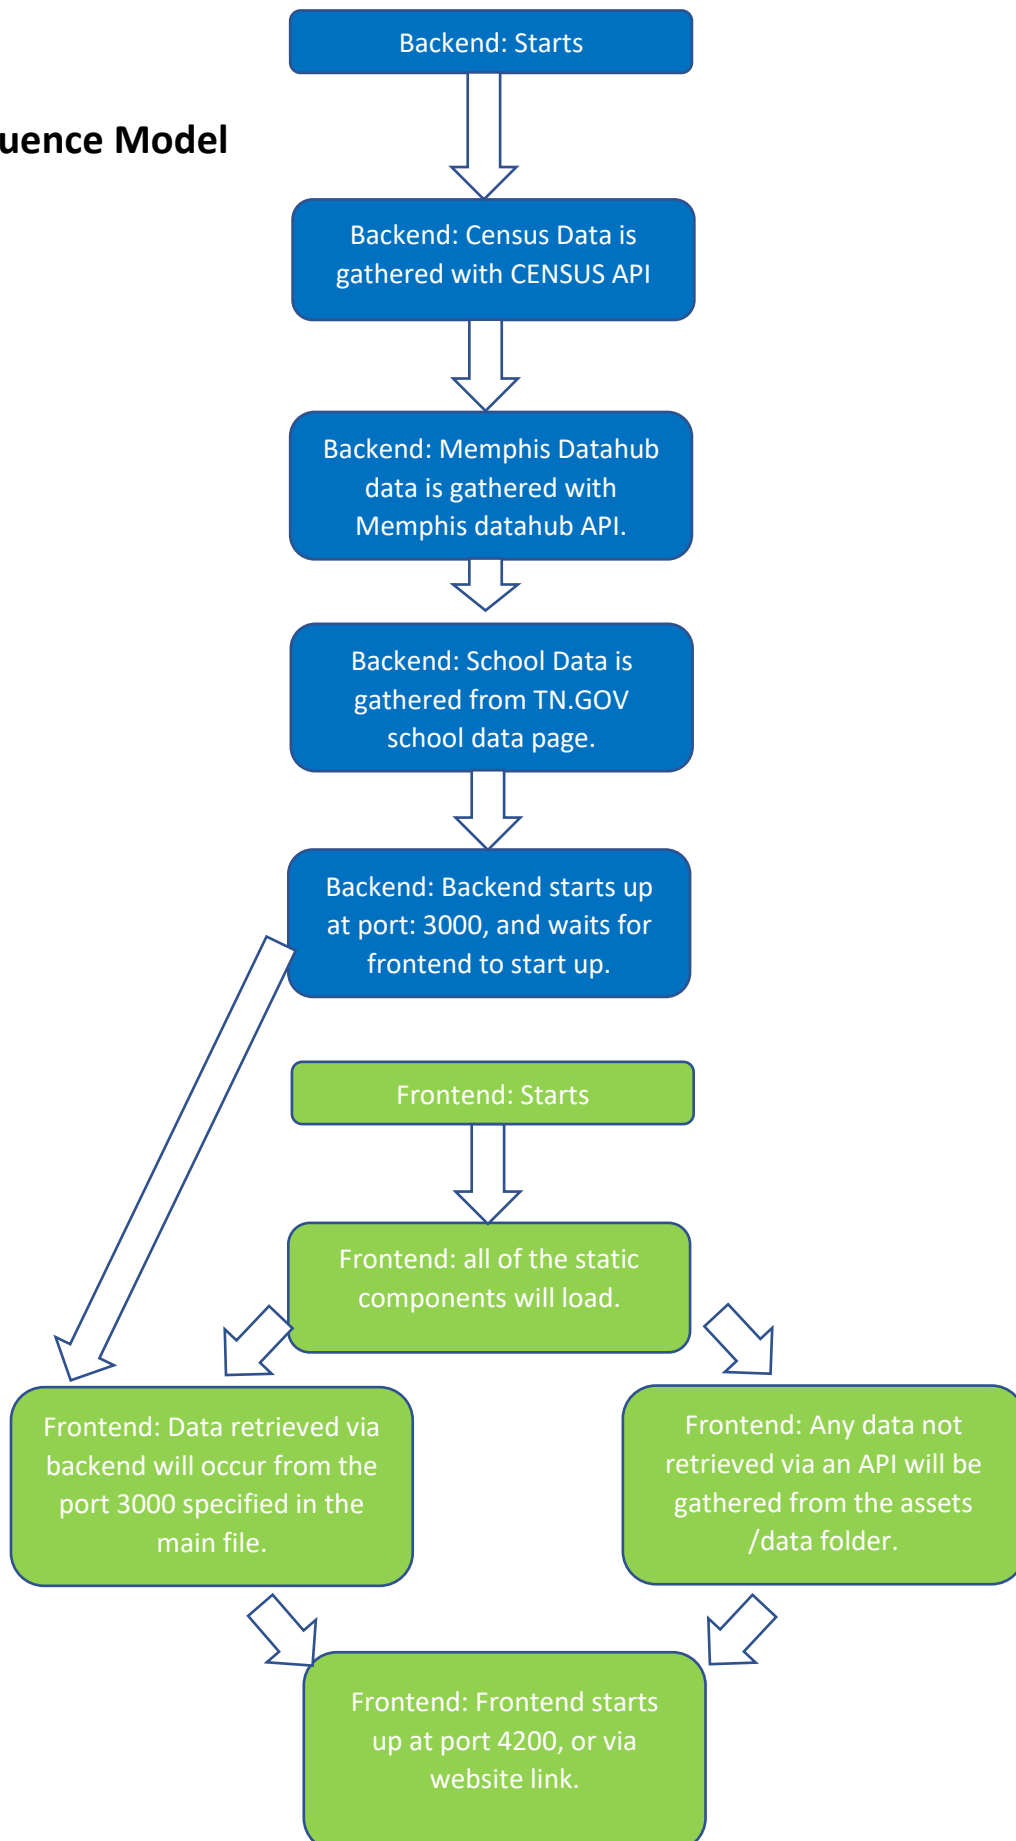 Backend: Starts
uence Model
Backend: Census Data is
gathered with CENSUS API
Backend: Memphis Datahub
data is gathered with
Memphis datahub API.
Backend: School Data is
gathered from TN.GOV
school data page.
Backend: Backend starts up
at port: 3000, and waits for
frontend to start up.
Frontend: Starts
Frontend: all of the static
components will load.
Frontend: Data retrieved via
backend will occur from the
port 3000 specified in the
main file.
Frontend: Any data not
retrieved via an API will be
gathered from the assets
/data folder.
Frontend: Frontend starts
up at port 4200, or via
website link.